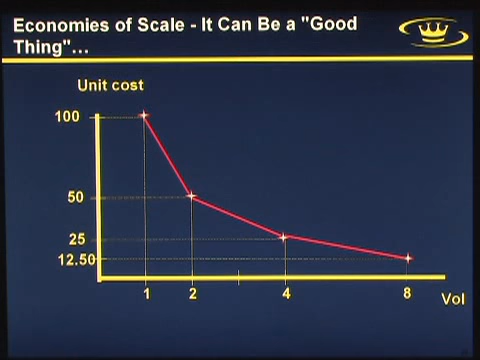 Economies of Scale - It Can Be a "Good
Thing"…
Unit cost
100
50
25
12.50
1 2 4 8
Vol